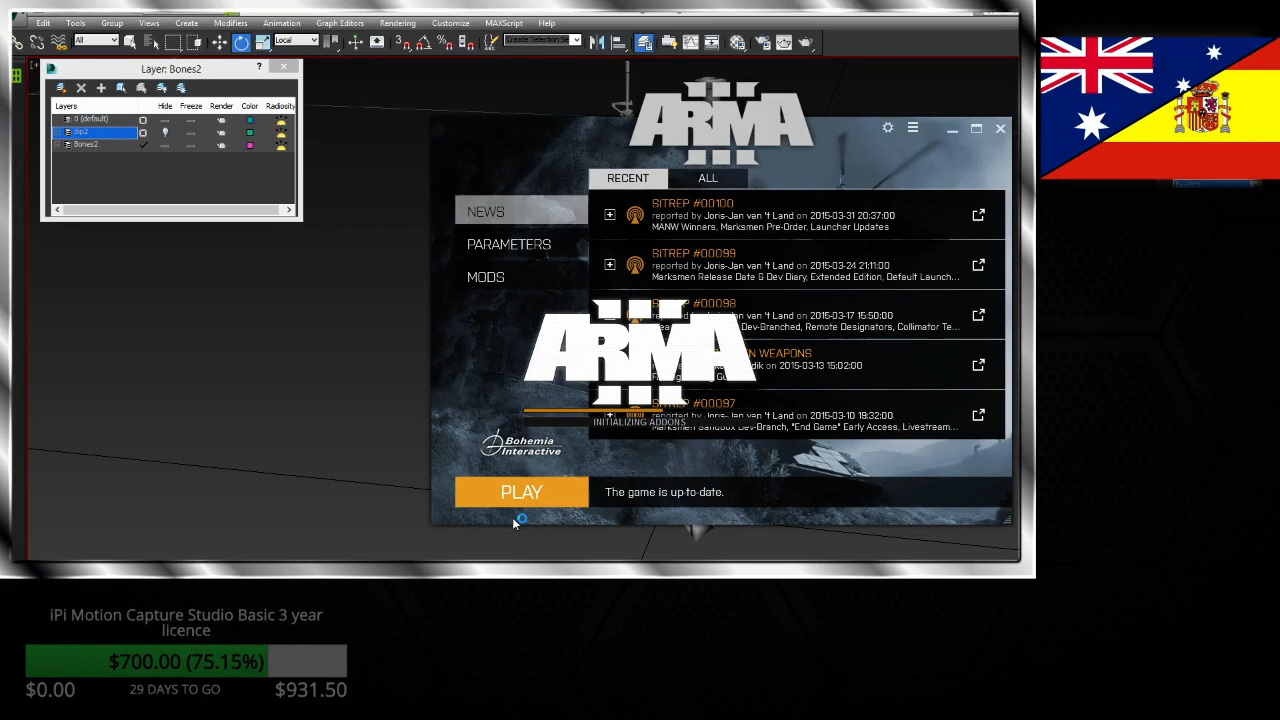 Edit Tools Group Views Create Modifiers Animation Graph Editors Rendering Customize MAXScript Help
All
Local
Layer: Bones2
? 
Layers Hide Freeze Render Color Radiosity
0 (default)
Bip2
Bones2
ARMA
III
RECENT ALL
NEWS
PARAMETERS
MODS
SITREP #00100
reported by Joris-Jan van 't Land on 2015-03-31 20:37:00
MANW Winners, Marksmen Pre-Order, Launcher Updates
SITREP #00099
reported by Joris-Jan van 't Land on 2015-03-24 21:11:00
Marksmen Release Date & Dev Diary, Extended Edition, Default Launch...
SITREP #00098
van 't Land on 2015-03-17 15:50:00
Dev-Branched, Remote Designators, Collimator Te...
WEAPONS
on 2015-03-13 15:02:00
SITREP #00097
reported by Joris-Jan van 't Land on 2015-03-10 19:32:00
Marksmen Sandbox Dev-Branch, "End Game" Early Access, Livestream...
ARMA
III
INITIALIZING ADDONS
Bohemia
Interactive
PLAY
The game is up-to-date.
iPi Motion Capture Studio Basic 3 year
licence
$700.00 (75.15%)
$0.00 29 DAYS TO GO $931.50